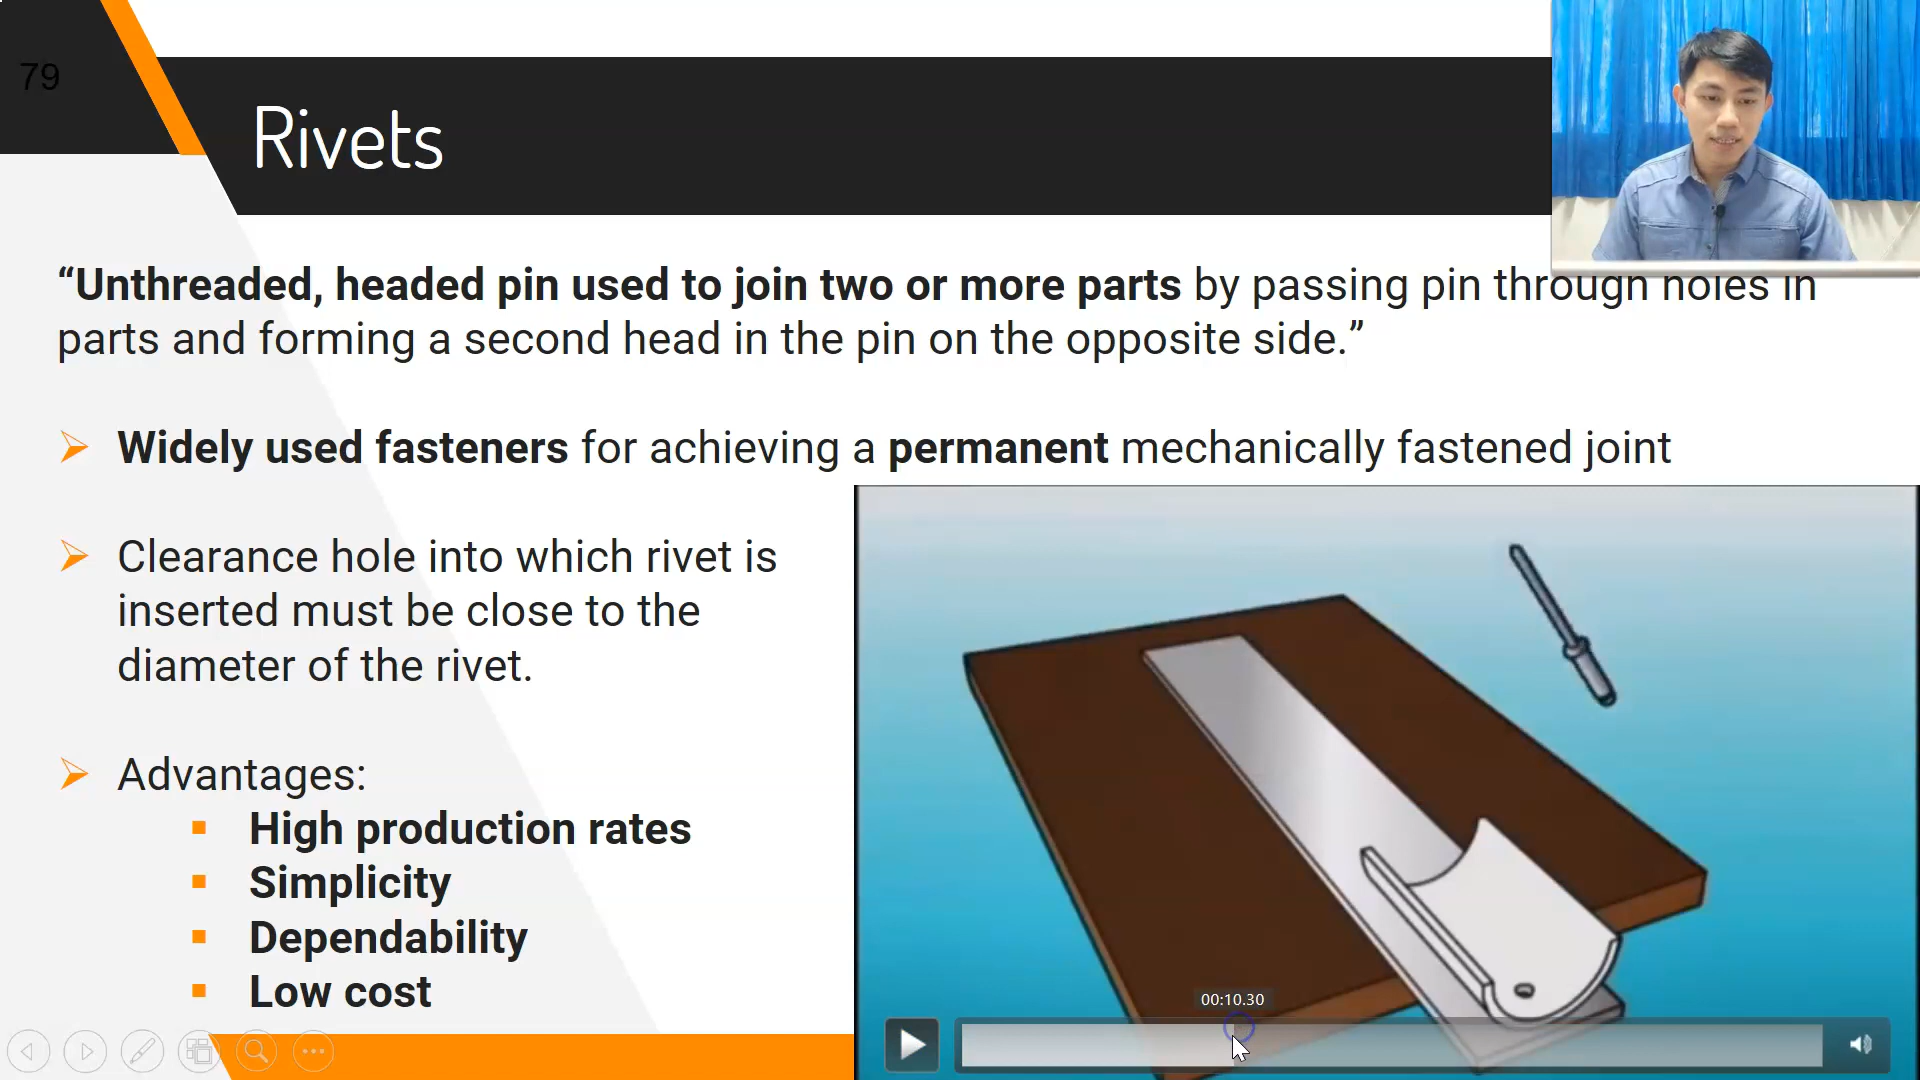 79
Rivets
“Unthreaded, headed pin used to join two or more parts by passing pin through holes in
parts and forming a second head in the pin on the opposite side.”
Widely used fasteners for achieving a permanent mechanically fastened joint
Clearance hole into which rivet is
inserted must be close to the
diameter of the rivet.
Advantages:
High production rates
Simplicity
Dependability
Low cost
00:10.30